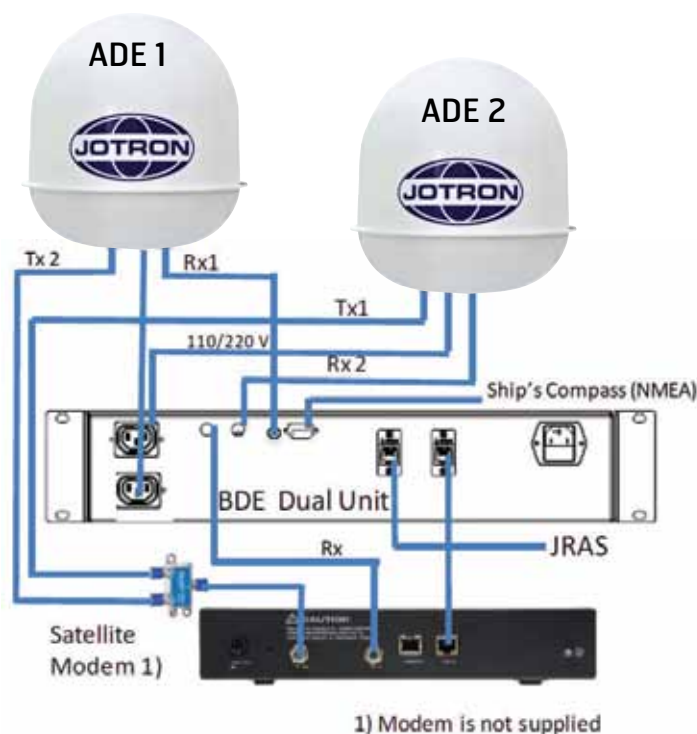 ADE 1
ADE 2
JOTRON
JOTRON
Tx 2
Rx1
Tx1
110/220 V
Rx 2
Ship's Compass (NMEA)
BDE Dual Unit
Rx
JRAS
CAUTION
Satellite
Modem 1)
1) Modem is not supplied